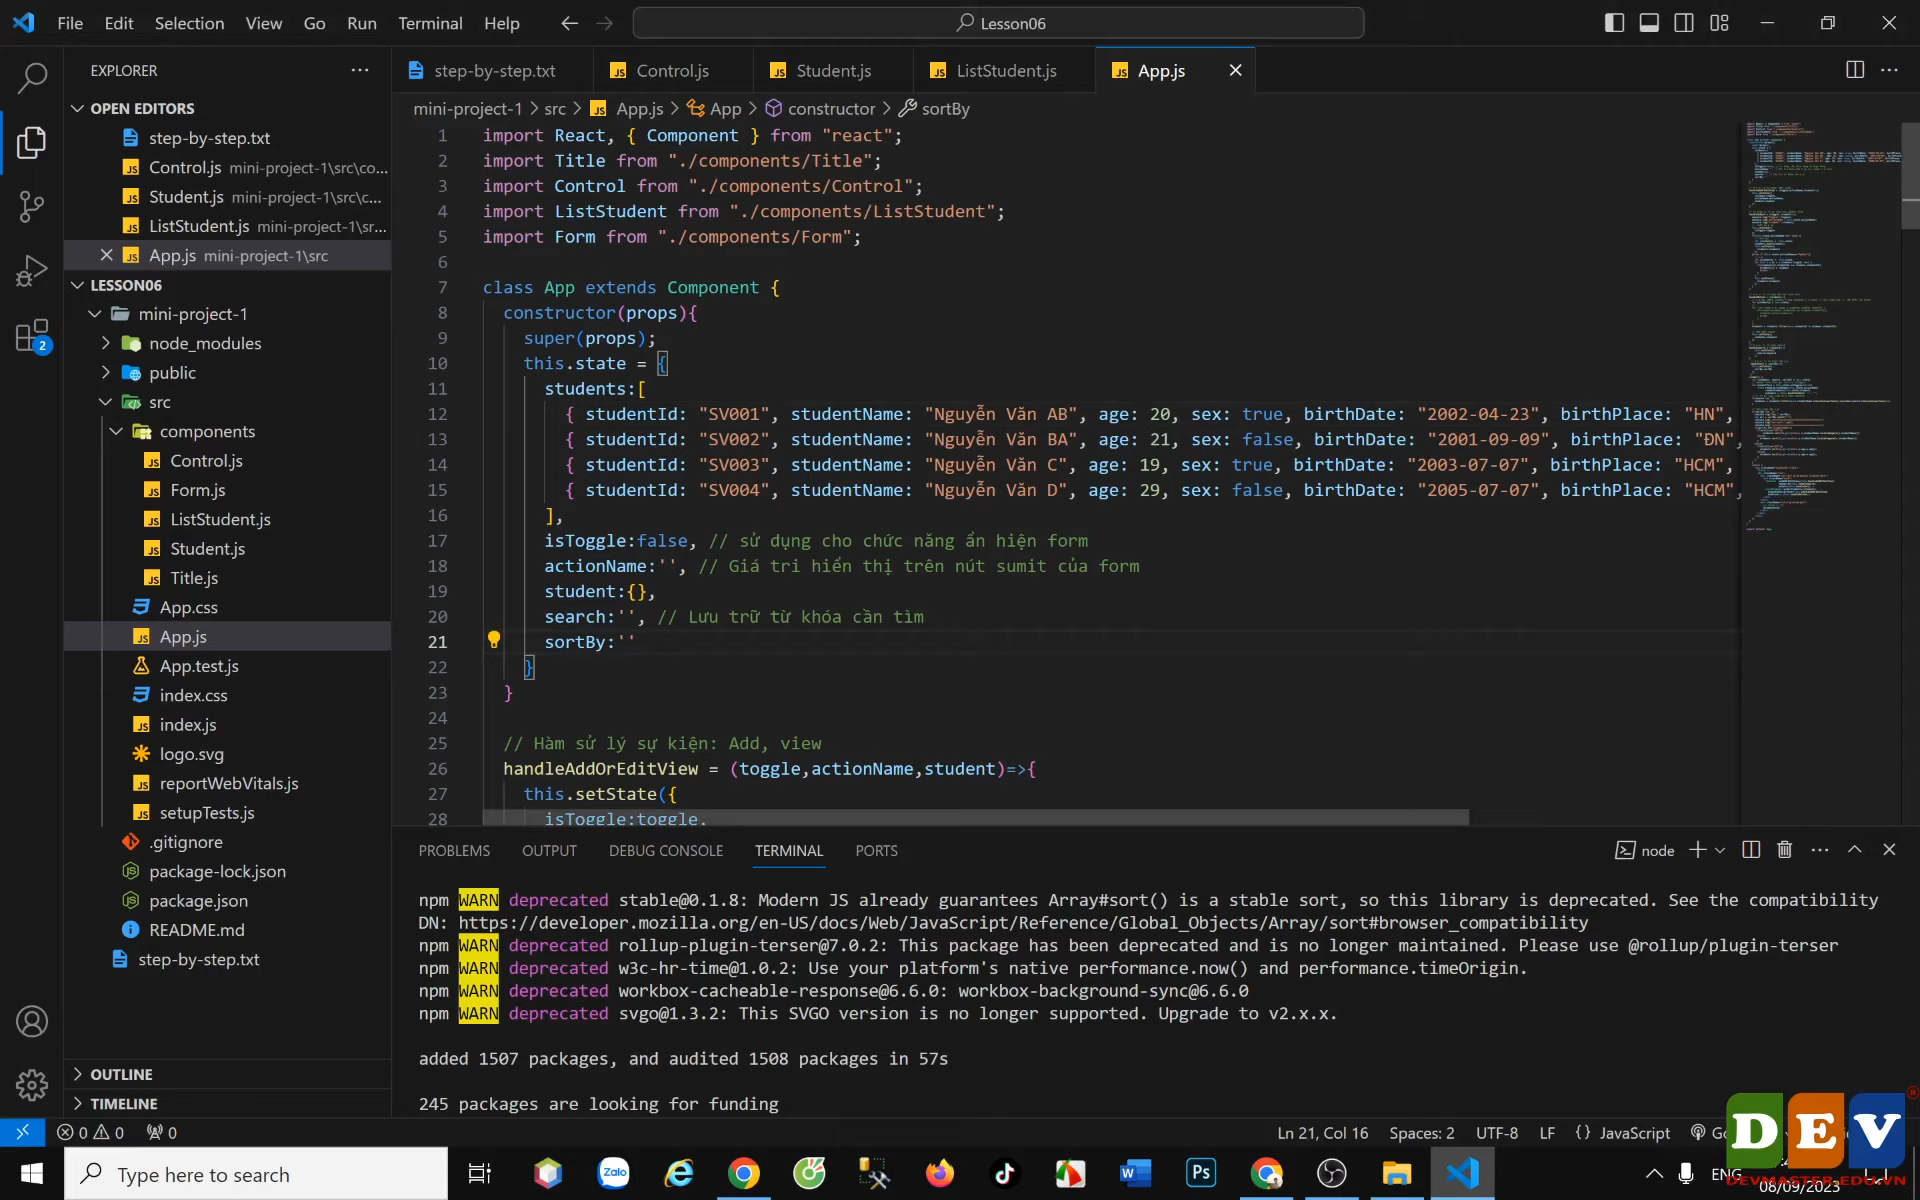 File Edit Selection View Go Run Terminal Help
Lesson06
EXPLORER
step-by-step.txt Control.js Student.js ListStudent.js App.js
OPEN EDITORS
step-by-step.txt
Control.js mini-project-1\src\co...
Student.js mini-project-1\src\c...
ListStudent.js mini-project-1\sr...
App.js mini-project-1\src
LESSON06
mini-project-1
node_modules
public
src
components
Control.js
Form.js
ListStudent.js
Student.js
Title.js
App.css
App.js
App.test.js
index.css
index.js
logo.svg
reportWebVitals.js
setupTests.js
.gitignore
package-lock.json
package.json
README.md
step-by-step.txt
OUTLINE
TIMELINE
2
mini-project-1 > src > App.js > App > constructor > sortBy
1 import React, { Component } from "react";
2 import Title from "./components/Title";
3 import Control from "./components/Control";
4 import ListStudent from "./components/ListStudent";
5 import Form from "./components/Form";
6
7 class App extends Component {
8 constructor(props){
9 super(props);
10 this.state = {
11 students:[
12 { studentId: "SV001", studentName: "Nguyễn Văn AB", age: 20, sex: true, birthDate: "2002-04-23", birthPlace: "HN",
13 { studentId: "SV002", studentName: "Nguyễn Văn BA", age: 21, sex: false, birthDate: "2001-09-09", birthPlace: "ĐN",
14 { studentId: "SV003", studentName: "Nguyễn Văn C", age: 19, sex: true, birthDate: "2003-07-07", birthPlace: "HCM",
15 { studentId: "SV004", studentName: "Nguyễn Văn D", age: 29, sex: false, birthDate: "2005-07-07", birthPlace: "HCM",
16 ],
17 isToggle:false, // sử dụng cho chức năng ẩn hiện form
18 actionName:'', // Giá tri hiển thị trên nút sumit của form
19 student:{},
20 search:'', // Lưu trữ từ khóa cần tìm
21 sortBy:''
22 }
23 }
24
25 // Hàm sử lý sự kiện: Add, view
26 handleAddOrEditView = (toggle,actionName,student)=>{
27 this.setState({
28 isToggle:toggle,
PROBLEMS OUTPUT DEBUG CONSOLE TERMINAL PORTS
node
npm WARN deprecated stable@0.1.8: Modern JS already guarantees Array#sort() is a stable sort, so this library is deprecated. See the compatibility
DN: https://developer.mozilla.org/en-US/docs/Web/JavaScript/Reference/Global_Objects/Array/sort#browser_compatibility
npm WARN deprecated rollup-plugin-terser@7.0.2: This package has been deprecated and is no longer maintained. Please use @rollup/plugin-terser
npm WARN deprecated w3c-hr-time@1.0.2: Use your platform's native performance.now() and performance.timeOrigin.
npm WARN deprecated workbox-cacheable-response@6.6.0: workbox-background-sync@6.6.0
npm WARN deprecated svgo@1.3.2: This SVGO version is no longer supported. Upgrade to v2.x.x.
added 1507 packages, and audited 1508 packages in 57s
245 packages are looking for funding
0 0 0
Ln 21, Col 16 Spaces: 2 UTF-8 LF {} JavaScript
DEV
DEVMASTER.EDU.VN
Type here to search
Zalo
Ps
ENG
08/09/2023